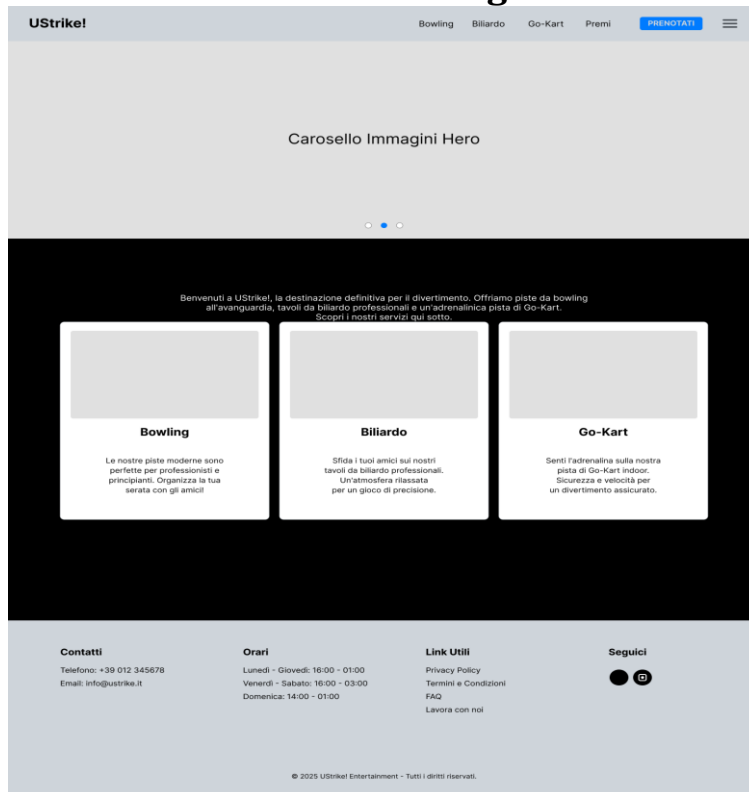 UStrike!
Bowling Biliardo Go-Kart Premi PRENOTATI
Carosello Immagini Hero
Benvenuti a UStrike!, la destinazione definitiva per il divertimento. Offriamo piste da bowling
all'avanguardia, tavoli da biliardo professionali e un'adrenalinica pista di Go-Kart.
Scopri i nostri servizi qui sotto.
Bowling
Le nostre piste moderne sono
perfette per professionisti e
principianti. Organizza la tua
serata con gli amici!
Biliardo
Sfida i tuoi amici sui nostri
tavoli da biliardo professionali.
Un'atmosfera rilassata
per un gioco di precisione.
Go-Kart
Senti l'adrenalina sulla nostra
pista di Go-Kart indoor.
Sicurezza e velocità per
un divertimento assicurato.
Contatti
Telefono: +39 012 345678
Email: info@ustrike.it
Orari
Lunedì - Giovedì: 16:00 - 01:00
Venerdì - Sabato: 16:00 - 03:00
Domenica: 14:00 - 01:00
Link Utili
Privacy Policy
Termini e Condizioni
FAQ
Lavora con noi
Seguici
© 2025 UStrike! Entertainment - Tutti i diritti riservati.